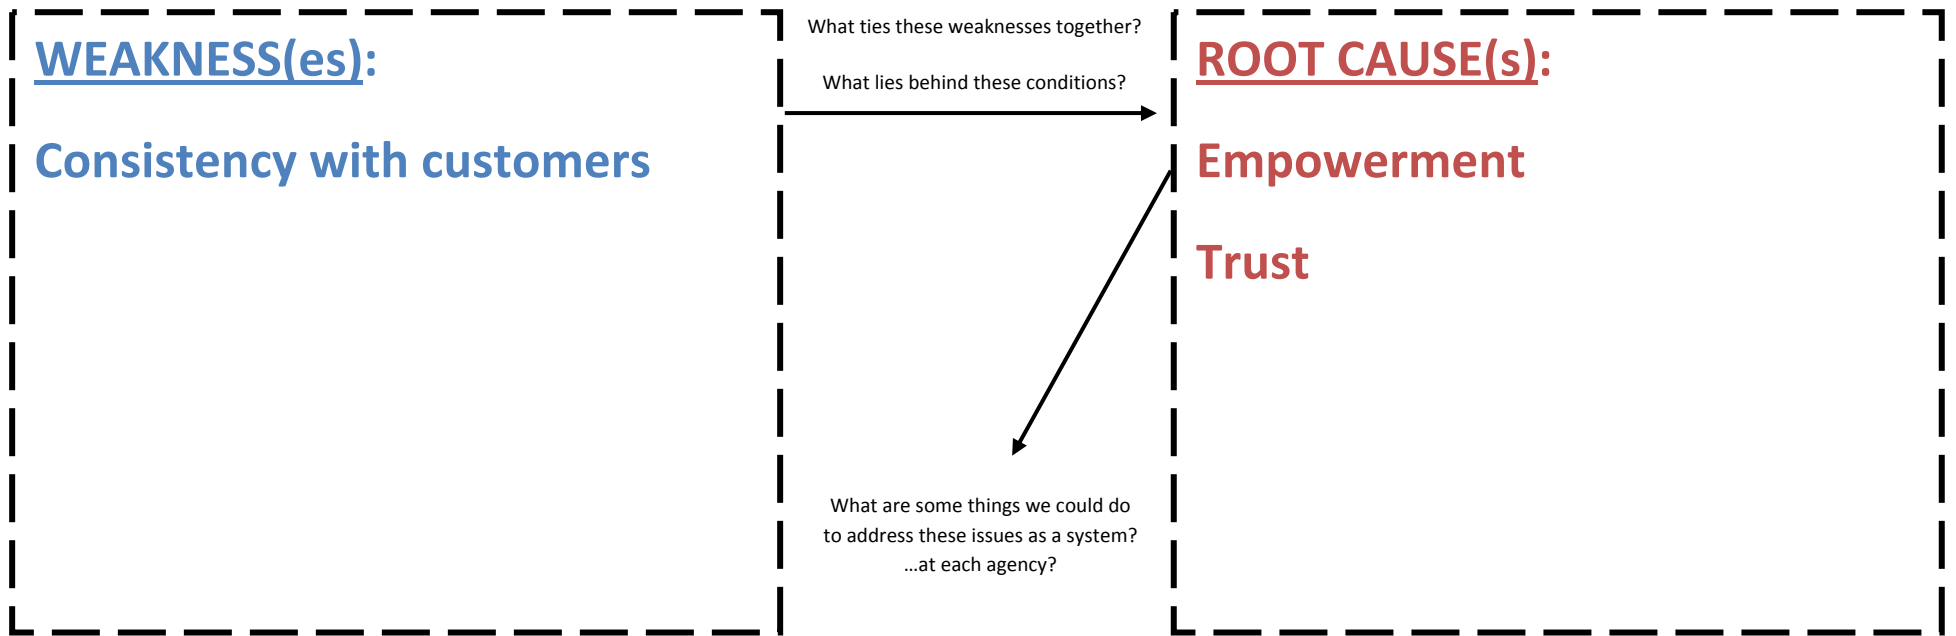 WEAKNESS(es):
Consistency with customers
What ties these weaknesses together?
What lies behind these conditions?
ROOT CAUSE(s):
Empowerment
Trust
What are some things we could do
to address these issues as a system?
...at each agency?